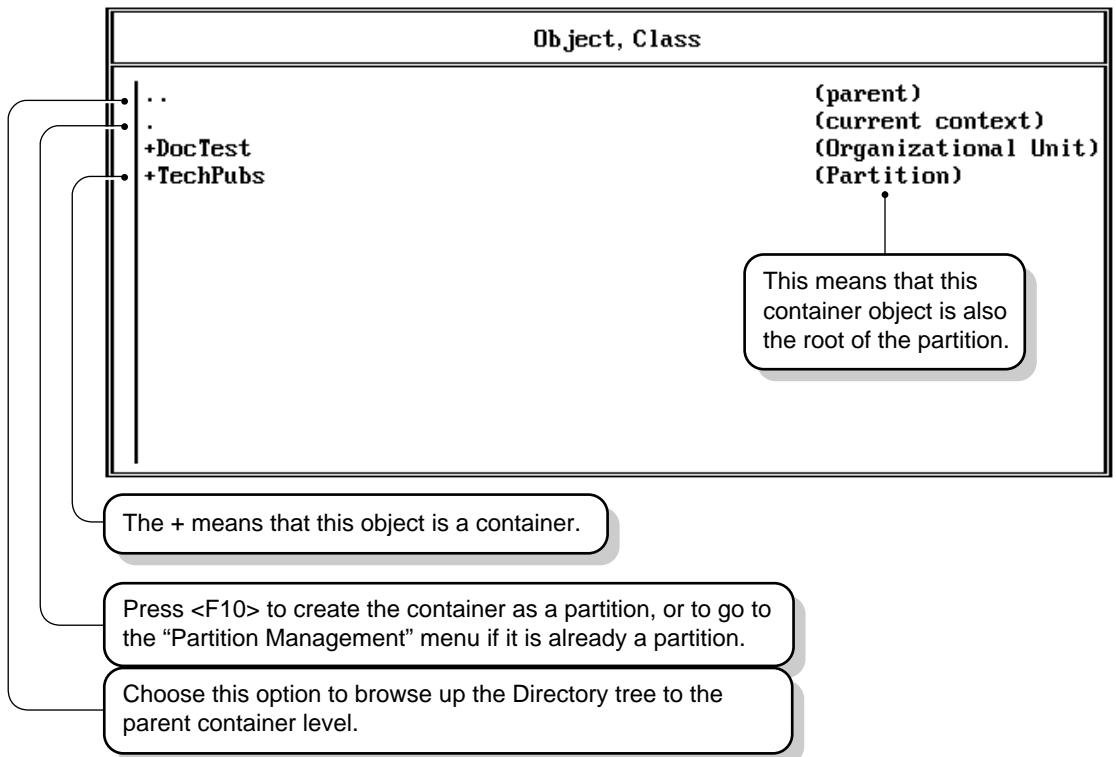 Object, Class
.. (parent)
. (current context)
+DocTest (Organizational Unit)
+TechPubs (Partition)
This means that this
container object is also
the root of the partition.
The + means that this object is a container.
Press <F10> to create the container as a partition, or to go to
the “Partition Management” menu if it is already a partition.
Choose this option to browse up the Directory tree to the
parent container level.